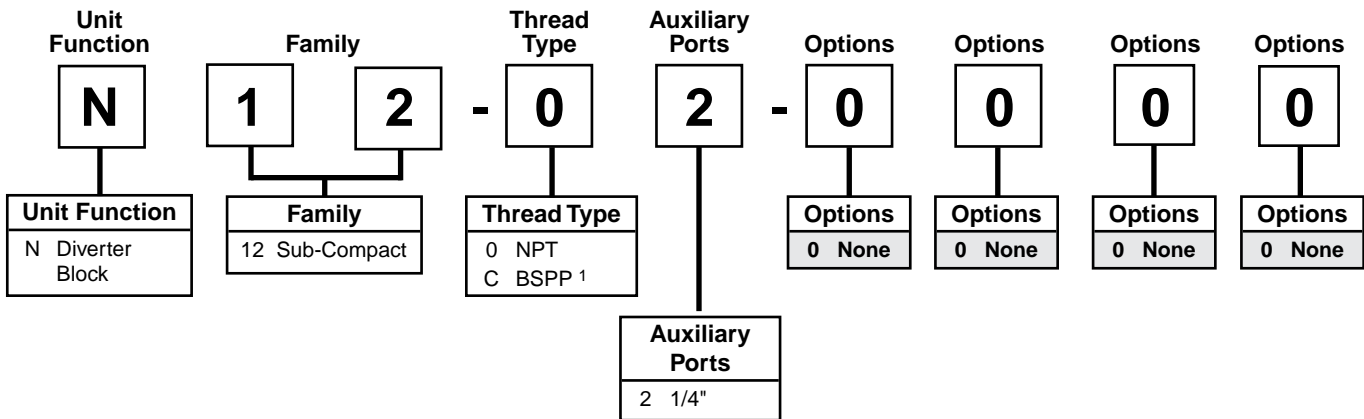 Unit
Function
Family
Thread
Type
Auxiliary
Ports
Options
Options
Options
Options
N 1 2 - 0 2 - 0 0 0 0
Unit Function
N Diverter
Block
Family
12 Sub-Compact
Thread Type
0 NPT
C BSPP 1
Options
0 None
Options
0 None
Options
0 None
Options
0 None
Auxiliary
Ports
2 1/4"